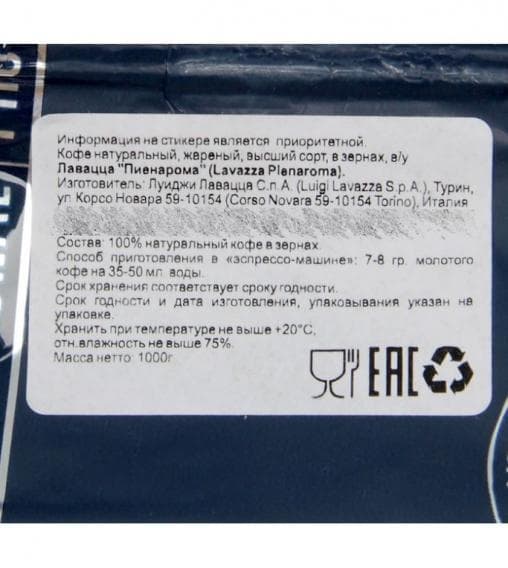 Информация на стикере является приоритетной.
Кофе натуральный, жареный, высший сорт, в зернах, в/у
Лавацца "Пиенарома" (Lavazza Pienaroma).
Изготовитель: Луиджи Лавацца С.п.А. (Luigi Lavazza S.p.A.), Турин,
ул. Корсо Новара 59-10154 (Corso Novara 59-10154 Torino), Италия
Состав: 100% натуральный кофе в зернах.
Способ приготовления в «эспрессо-машине»: 7-8 гр. молотого
кофе на 35-50 мл. воды.
Срок хранения соответствует сроку годности.
Срок годности и дата изготовления, упаковывания указан на
упаковке.
Хранить при температуре не выше +20°С,
отн.влажность не выше 75%.
Масса нетто: 1000г.
EAC